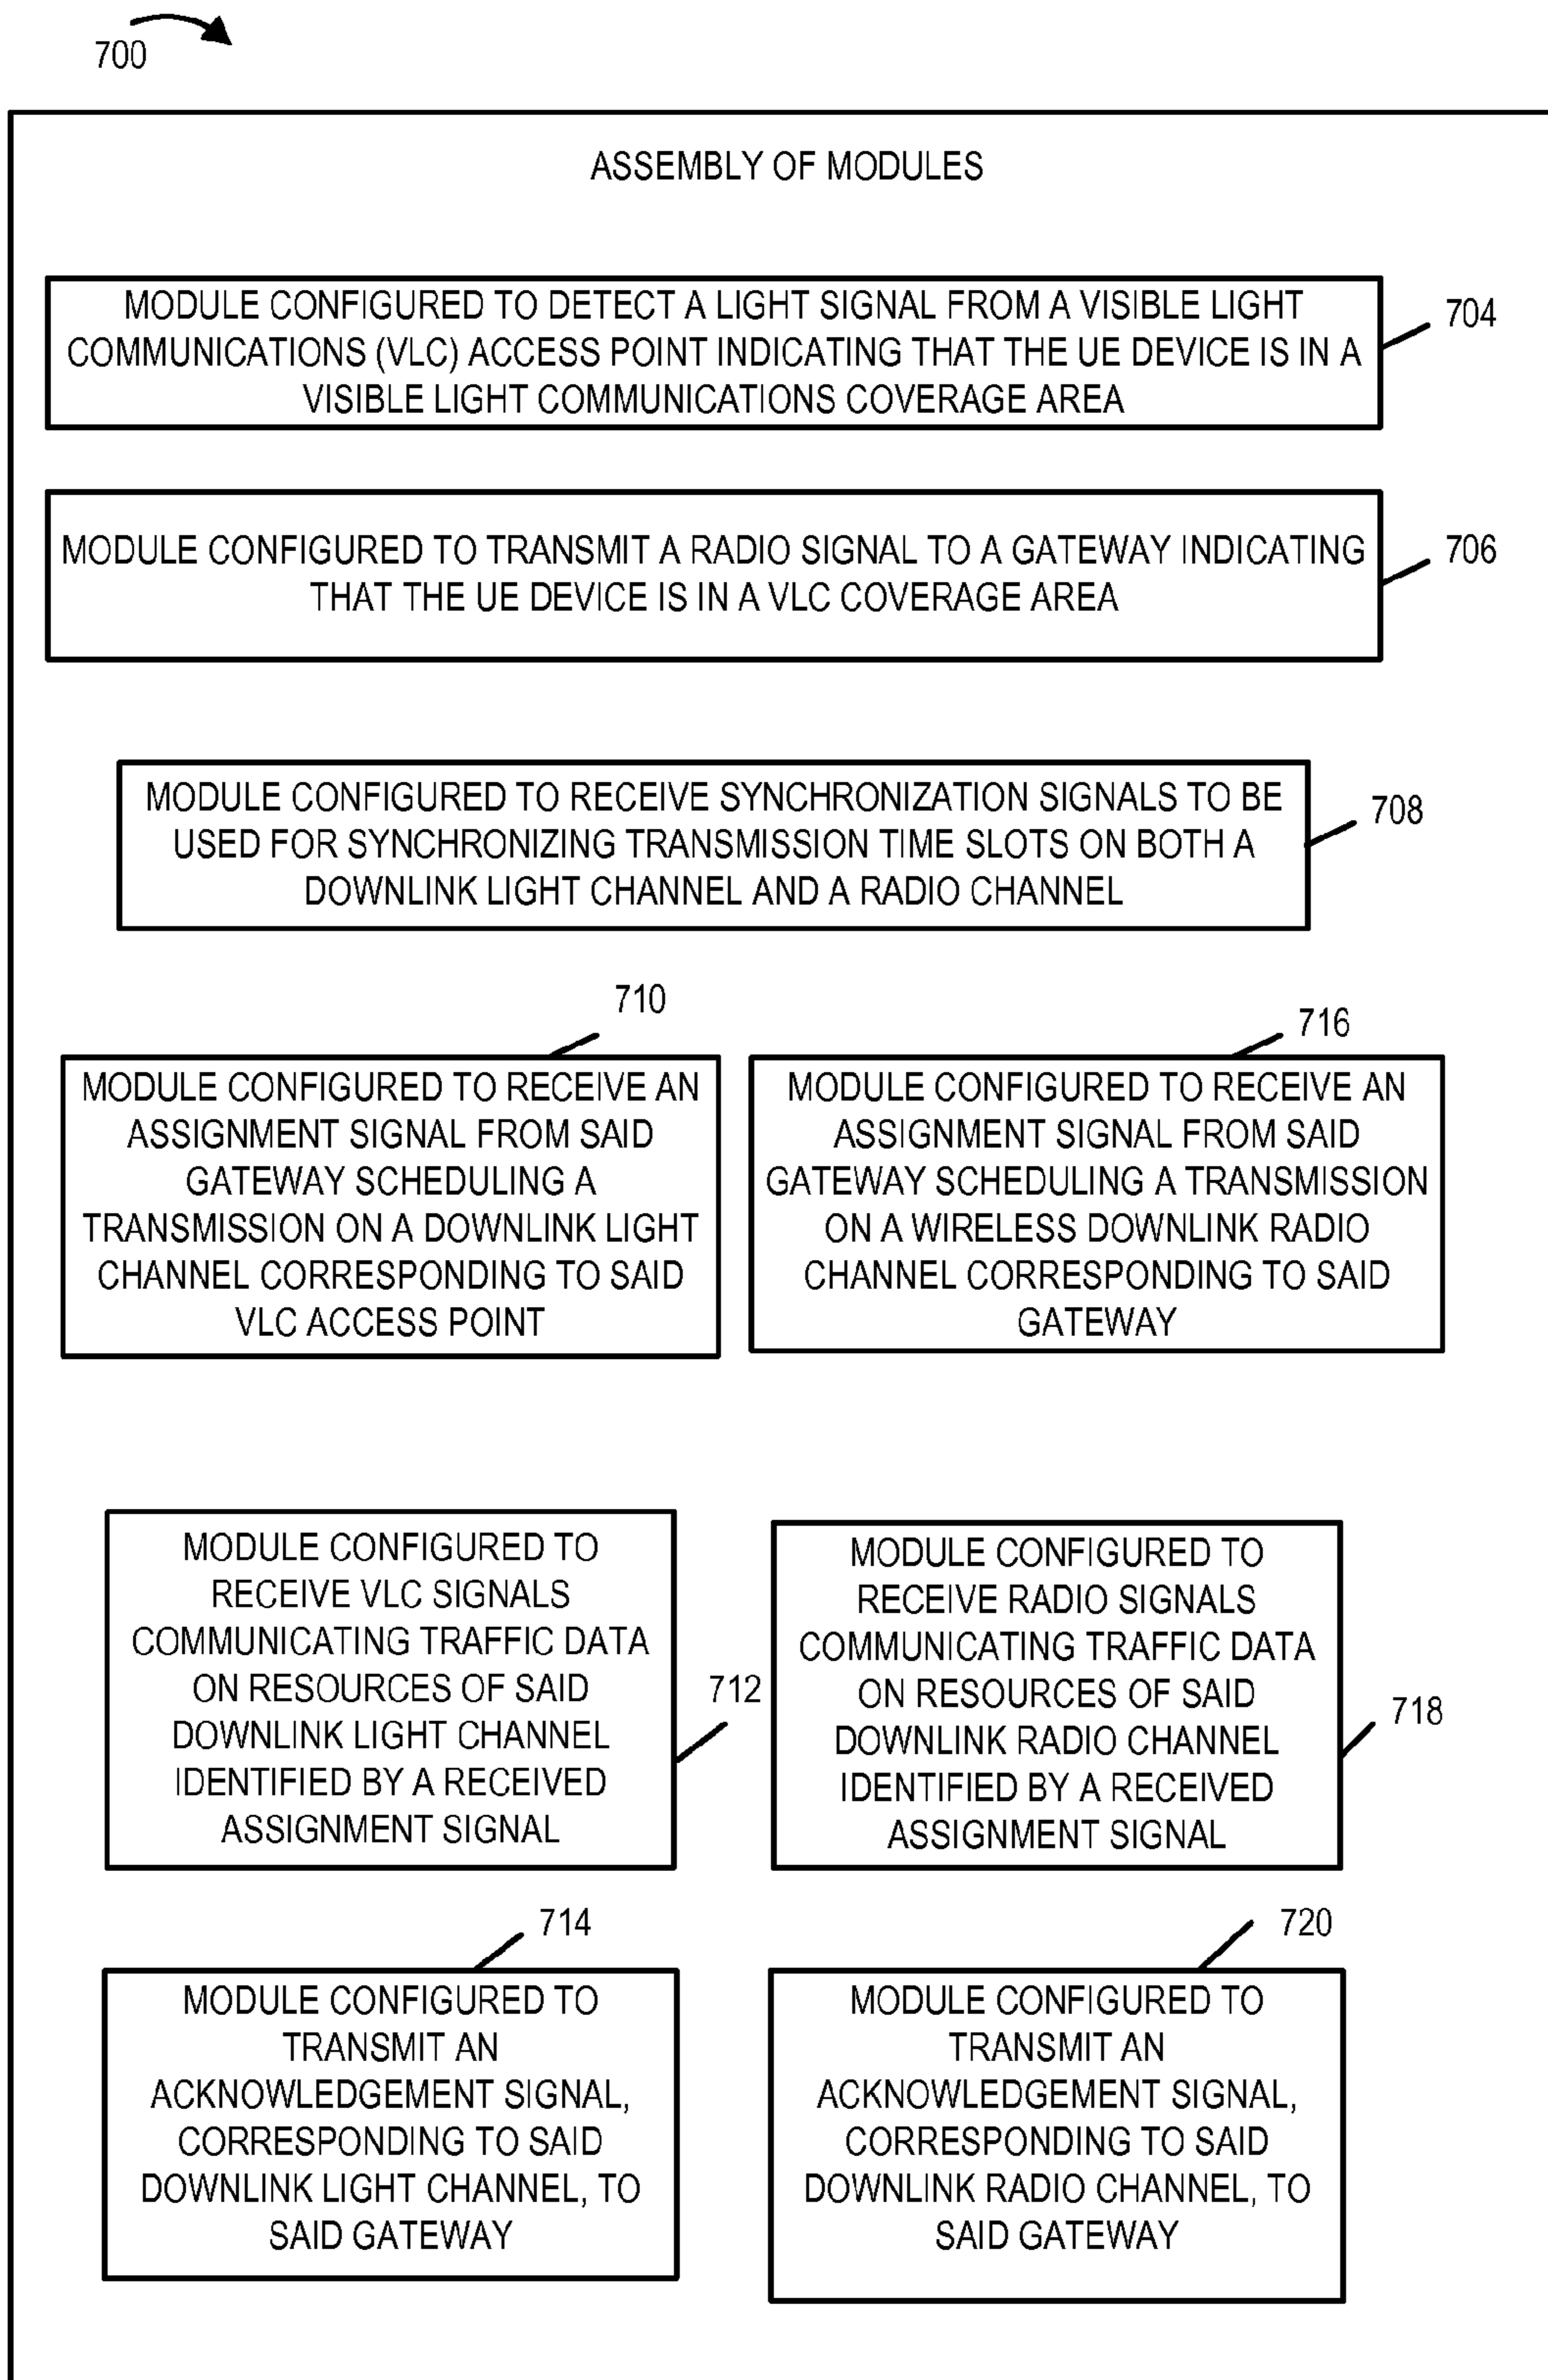 700
ASSEMBLY OF MODULES
MODULE CONFIGURED TO DETECT A LIGHT SIGNAL FROM A VISIBLE LIGHT
COMMUNICATIONS (VLC) ACCESS POINT INDICATING THAT THE UE DEVICE IS IN A
VISIBLE LIGHT COMMUNICATIONS COVERAGE AREA
704
MODULE CONFIGURED TO TRANSMIT A RADIO SIGNAL TO A GATEWAY INDICATING
THAT THE UE DEVICE IS IN A VLC COVERAGE AREA
706
MODULE CONFIGURED TO RECEIVE SYNCHRONIZATION SIGNALS TO BE
USED FOR SYNCHRONIZING TRANSMISSION TIME SLOTS ON BOTH A
DOWNLINK LIGHT CHANNEL AND A RADIO CHANNEL
708
710
MODULE CONFIGURED TO RECEIVE AN
ASSIGNMENT SIGNAL FROM SAID
GATEWAY SCHEDULING A
TRANSMISSION ON A DOWNLINK LIGHT
CHANNEL CORRESPONDING TO SAID
VLC ACCESS POINT
716
MODULE CONFIGURED TO RECEIVE AN
ASSIGNMENT SIGNAL FROM SAID
GATEWAY SCHEDULING A TRANSMISSION
ON A WIRELESS DOWNLINK RADIO
CHANNEL CORRESPONDING TO SAID
GATEWAY
MODULE CONFIGURED TO
RECEIVE VLC SIGNALS
COMMUNICATING TRAFFIC DATA
ON RESOURCES OF SAID
DOWNLINK LIGHT CHANNEL
IDENTIFIED BY A RECEIVED
ASSIGNMENT SIGNAL
712
MODULE CONFIGURED TO
RECEIVE RADIO SIGNALS
COMMUNICATING TRAFFIC DATA
ON RESOURCES OF SAID
DOWNLINK RADIO CHANNEL
IDENTIFIED BY A RECEIVED
ASSIGNMENT SIGNAL
718
714
MODULE CONFIGURED TO
TRANSMIT AN
ACKNOWLEDGEMENT SIGNAL,
CORRESPONDING TO SAID
DOWNLINK LIGHT CHANNEL, TO
SAID GATEWAY
720
MODULE CONFIGURED TO
TRANSMIT AN
ACKNOWLEDGEMENT SIGNAL,
CORRESPONDING TO SAID
DOWNLINK RADIO CHANNEL, TO
SAID GATEWAY